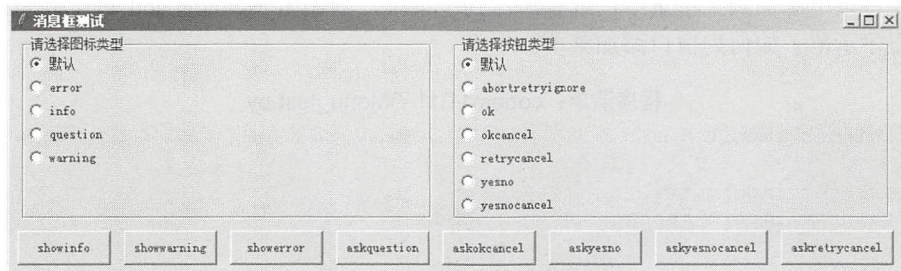 消息框测试
请选择图标类型
默认
error
info
question
warning
请选择按钮类型
默认
abortretryignore
ok
okcancel
retrycancel
yesno
yesnocancel
showinfo showwarning showerror askquestion askokcancel askyesno askyesnocancel askretrycancel